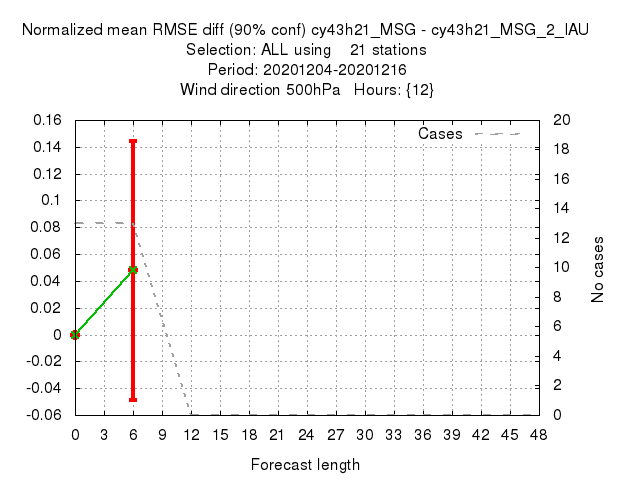 Normalized mean RMSE diff (90% conf) cy43h21_MSG - cy43h21_MSG_2_IAU
Selection: ALL using 21 stations
Period: 20201204-20201216
Wind direction 500hPa Hours: {12}
Cases
0.16
0.14
0.12
0.1
0.08
0.06
0.04
0.02
0
-0.02
-0.04
-0.06
20
18
16
14
12
10
8
6
4
2
0
No cases
0 3 6 9 12 15 18 21 24 27 30 33 36 39 42 45 48
Forecast length